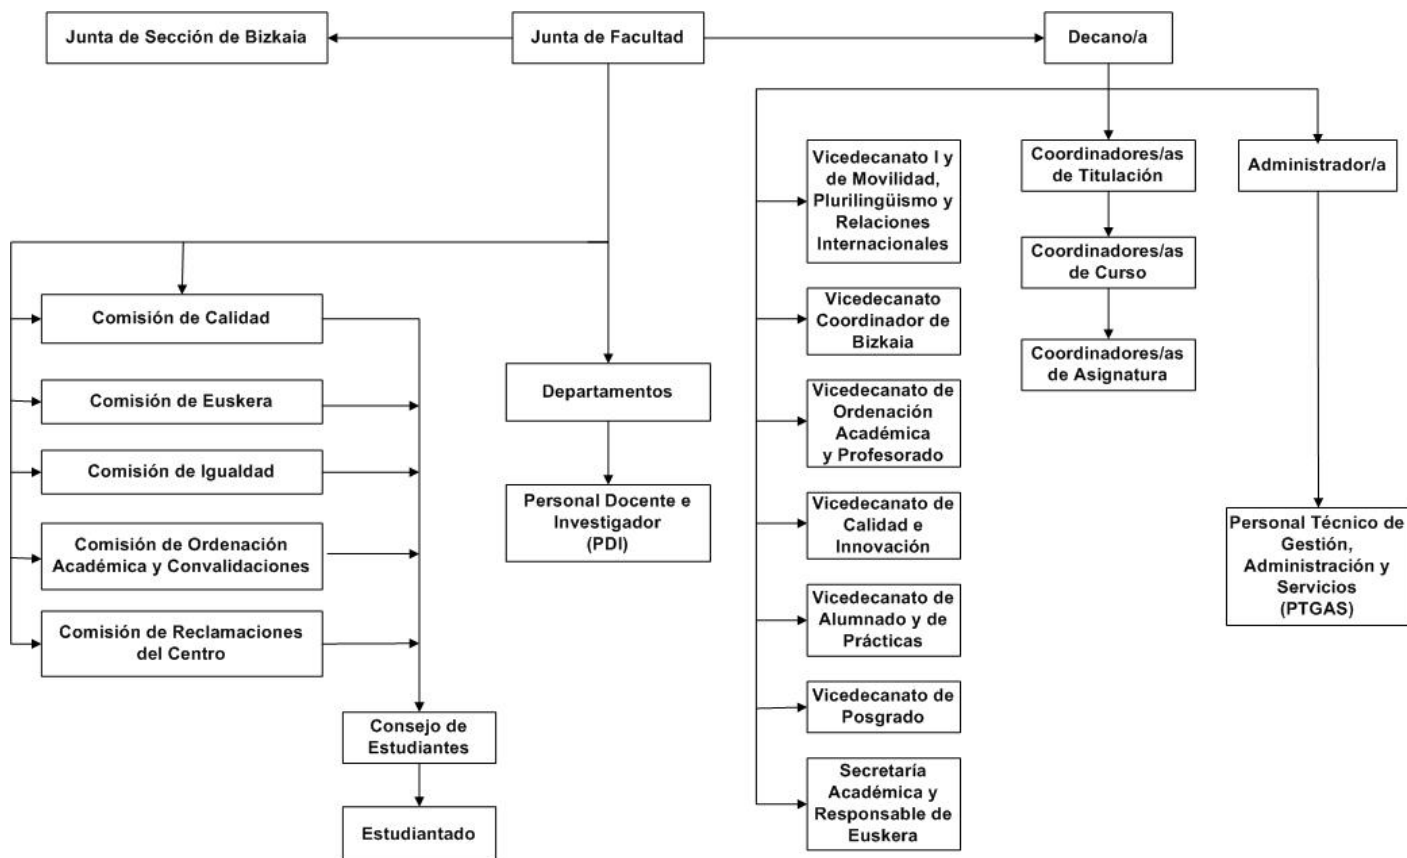 Junta de Sección de Bizkaia
Junta de Facultad
Decano/a
Vicedecanato I y
de Movilidad,
Plurilingüismo y
Relaciones
Internacionales
Coordinadores/as
de Titulación
Administrador/a
Coordinadores/as
de Curso
Comisión de Calidad
Vicedecanato
Coordinador de
Bizkaia
Coordinadores/as
de Asignatura
Comisión de Euskera
Departamentos
Vicedecanato de
Ordenación
Académica
y Profesorado
Comisión de Igualdad
Personal Docente e
Investigador
(PDI)
Vicedecanato de
Calidad e
Innovación
Personal Técnico de
Gestión,
Administración y
Servicios
(PTGAS)
Comisión de Ordenación
Académica y Convalidaciones
Vicedecanato de
Alumnado y de
Prácticas
Comisión de Reclamaciones
del Centro
Vicedecanato de
Posgrado
Consejo de
Estudiantes
Secretaría
Académica y
Responsable de
Euskera
Estudiantado